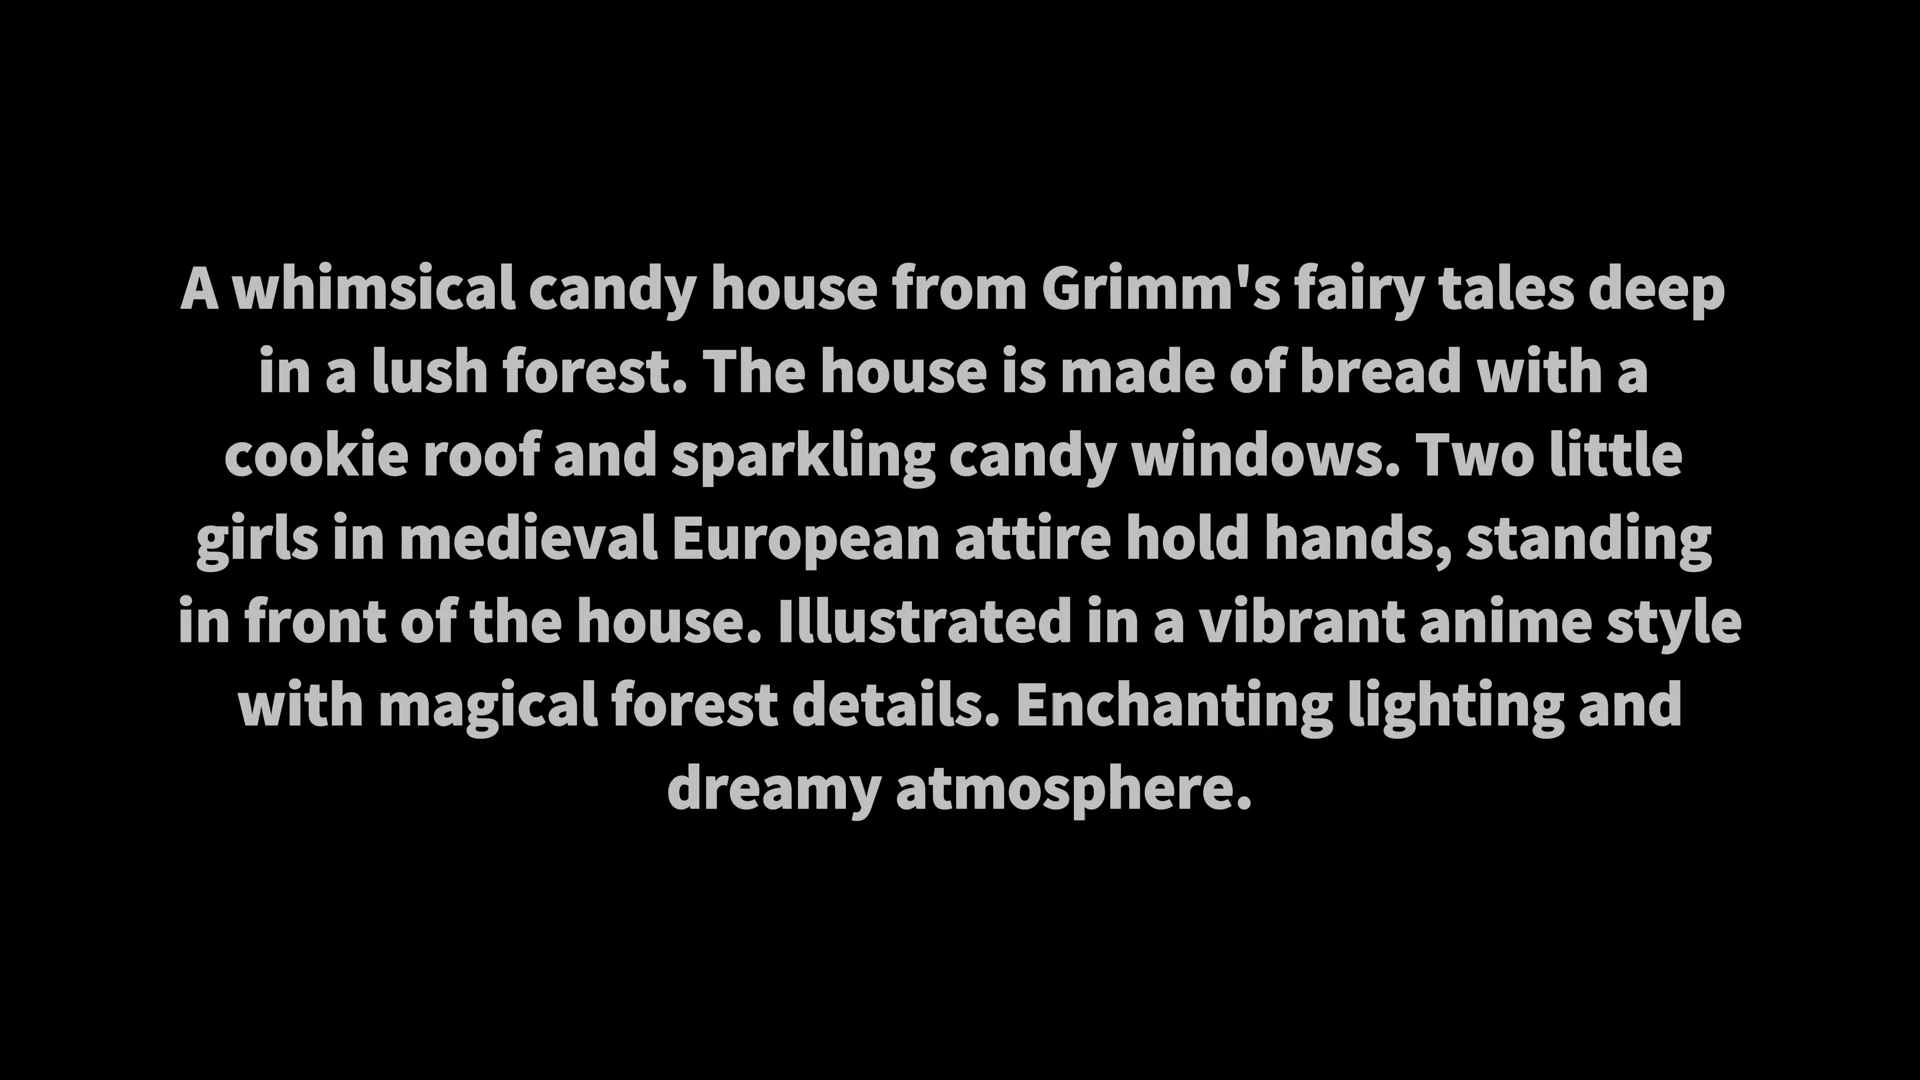 A whimsical candy house from Grimm's fairy tales deep
in a lush forest. The house is made of bread with a
cookie roof and sparkling candy windows. Two little
girls in medieval European attire hold hands, standing
in front of the house. Illustrated in a vibrant anime style
with magical forest details. Enchanting lighting and
dreamy atmosphere.